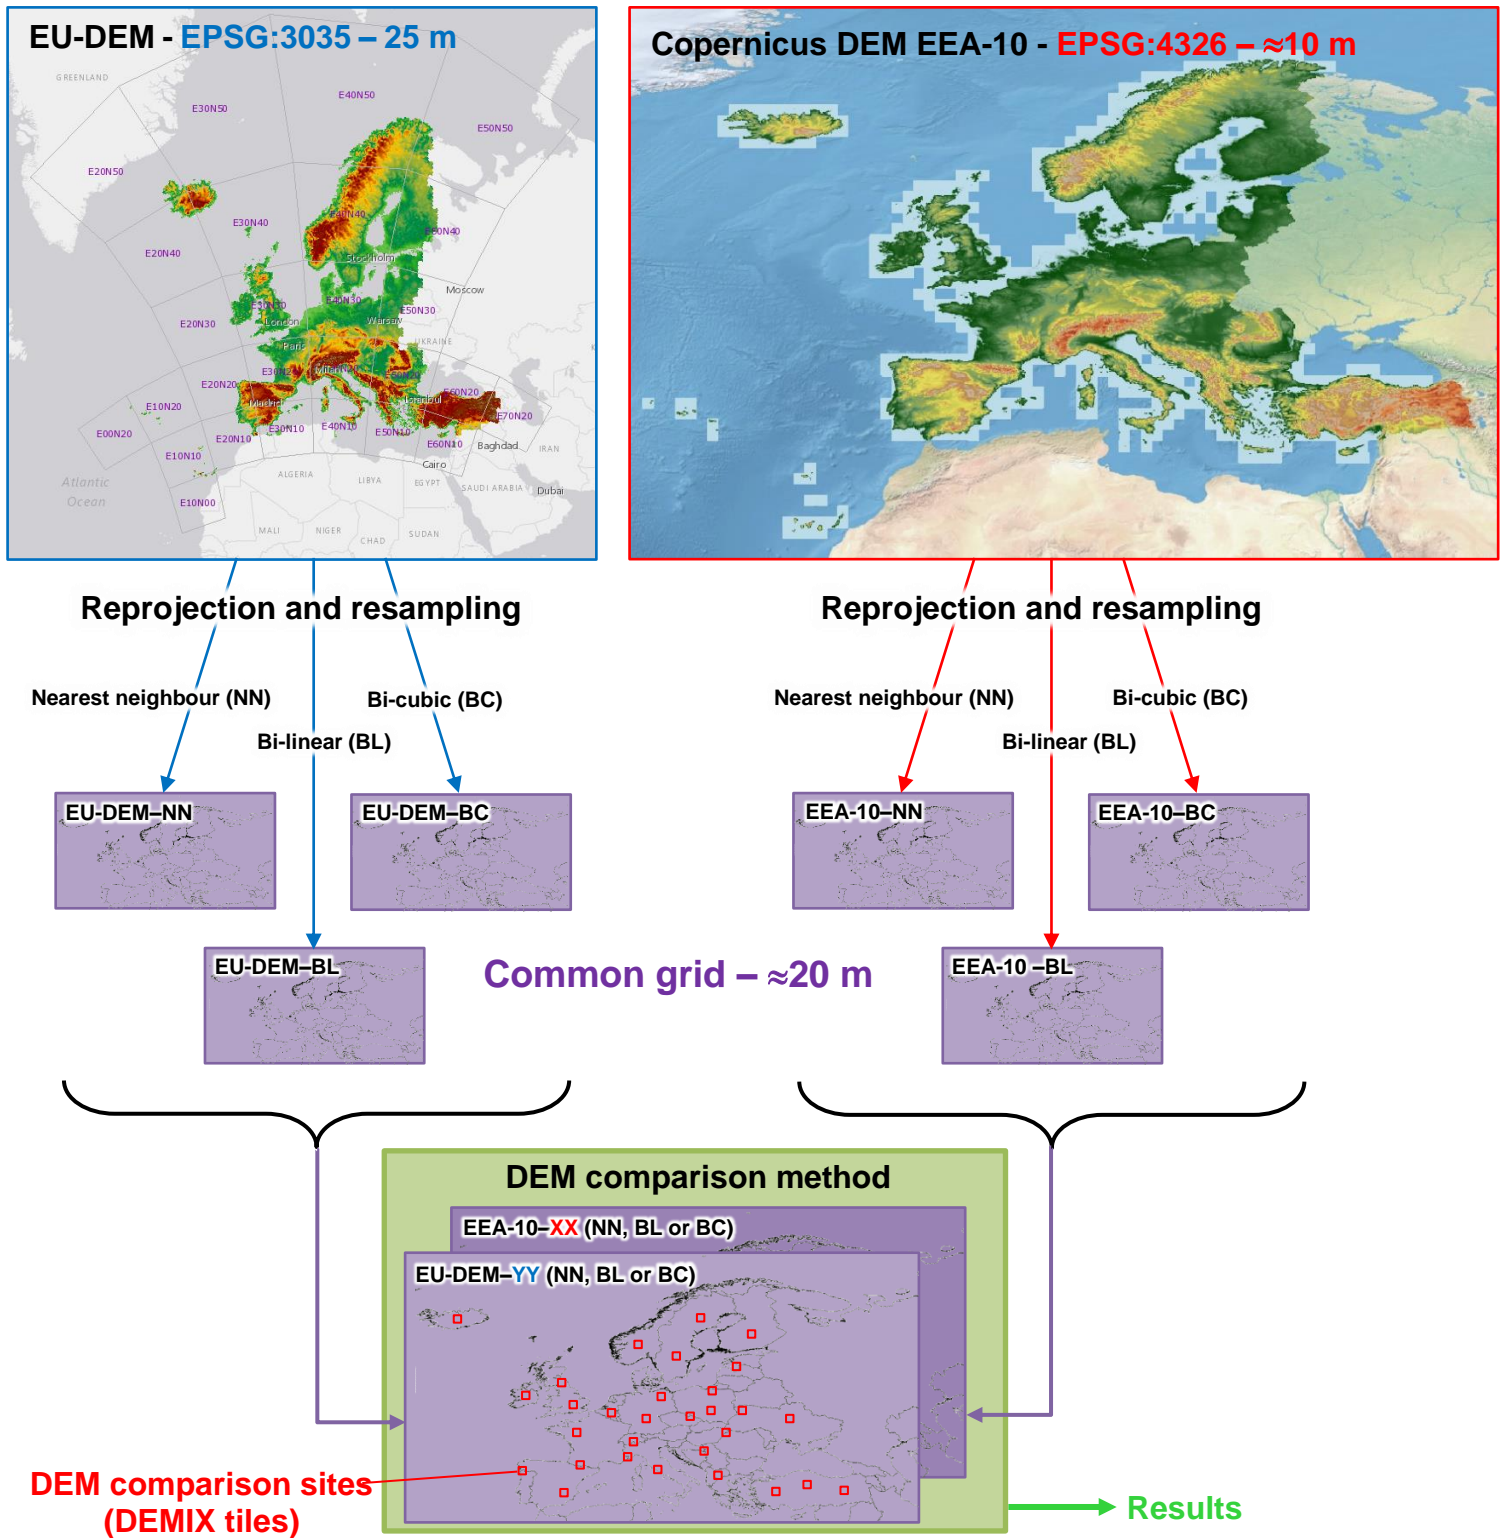 EU-DEM - EPSG:3035 – 25 m
GREENLAND
E40N50
E30N50
E50N50
E20N50
E40N40
E30N40
E50N40
E20N40
Stockholm
Moscow
E40N30
E30N30
E50N30
London
Warsaw
E20N30
UKRAINE
Paris
E30N20
Milan
E20N20
E60N20
Madrid
Istanbul
E10N20
E70N20
E00N20
E30N10
E40N10
E50N10
E20N10
E60N10
Baghdad
IRAN
E10N10
Cairo
ALGERIA
LIBYA
EGYPT
SAUDI ARABIA
Dubai
Atlantic
Ocean
E10N00
MALI
NIGER
CHAD
SUDAN
Copernicus DEM EEA-10 - EPSG:4326 – ≈10 m
Reprojection and resampling
Nearest neighbour (NN)
Bi-cubic (BC)
Bi-linear (BL)
Reprojection and resampling
Nearest neighbour (NN)
Bi-cubic (BC)
Bi-linear (BL)
EU-DEM–NN
EU-DEM–BC
EEA-10–NN
EEA-10–BC
EU-DEM–BL
Common grid – ≈20 m
EEA-10 –BL
DEM comparison method
EEA-10–XX (NN, BL or BC)
EU-DEM–YY (NN, BL or BC)
DEM comparison sites
(DEMIX tiles)
Results